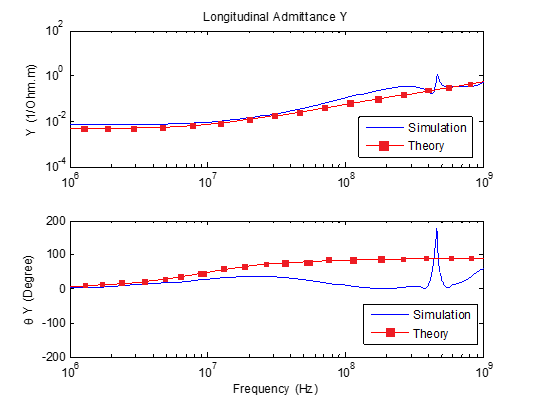 Longitudinal Admittance Y
10^2
10^0
10^-2
10^-4
Y (1/Ohm.m)
Simulation
Theory
10^6 10^7 10^8 10^9
200
100
0
-100
-200
θ Y (Degree)
Simulation
Theory
10^6 10^7 10^8 10^9
Frequency (Hz)